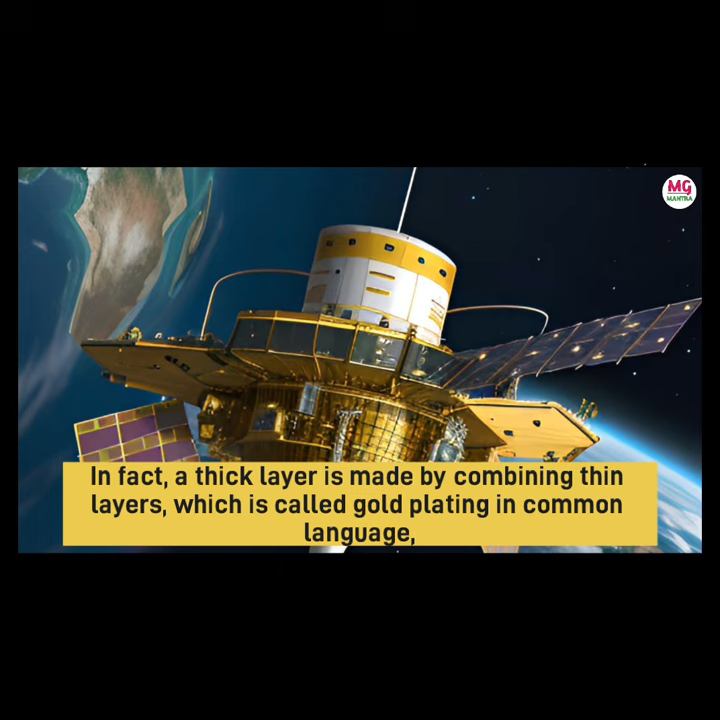 MG
MANTRA
In fact, a thick layer is made by combining thin
layers, which is called gold plating in common
language,